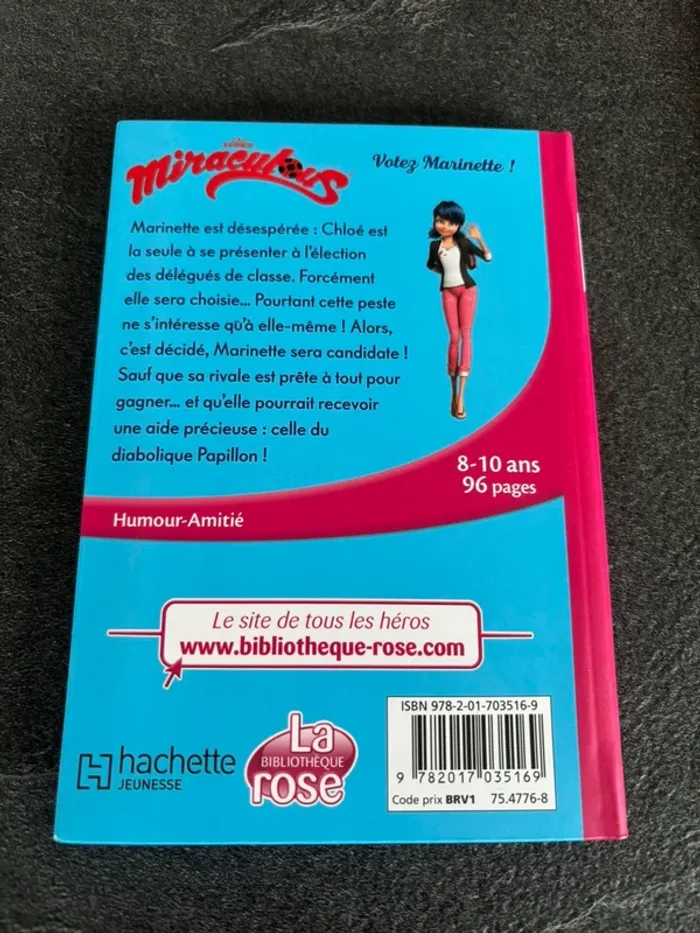 Miraculous
Votez Marinette !
Marinette est désespérée : Chloé est
la seule à se présenter à l'élection
des délégués de classe. Forcément
elle sera choisie... Pourtant cette peste
ne s'intéresse qu'à elle-même ! Alors,
c'est décidé, Marinette sera candidate !
Sauf que sa rivale est prête à tout pour
gagner... et qu'elle pourrait recevoir
une aide précieuse : celle du
diabolique Papillon !
8-10 ans
96 pages
Humour-Amitié
Le site de tous les héros
www.bibliotheque-rose.com
hachette
JEUNESSE
La
BIBLIOTHÈQUE
rose
ISBN 978-2-01-703516-9
9 782017 035169
Code prix BRV1 75.4776-8